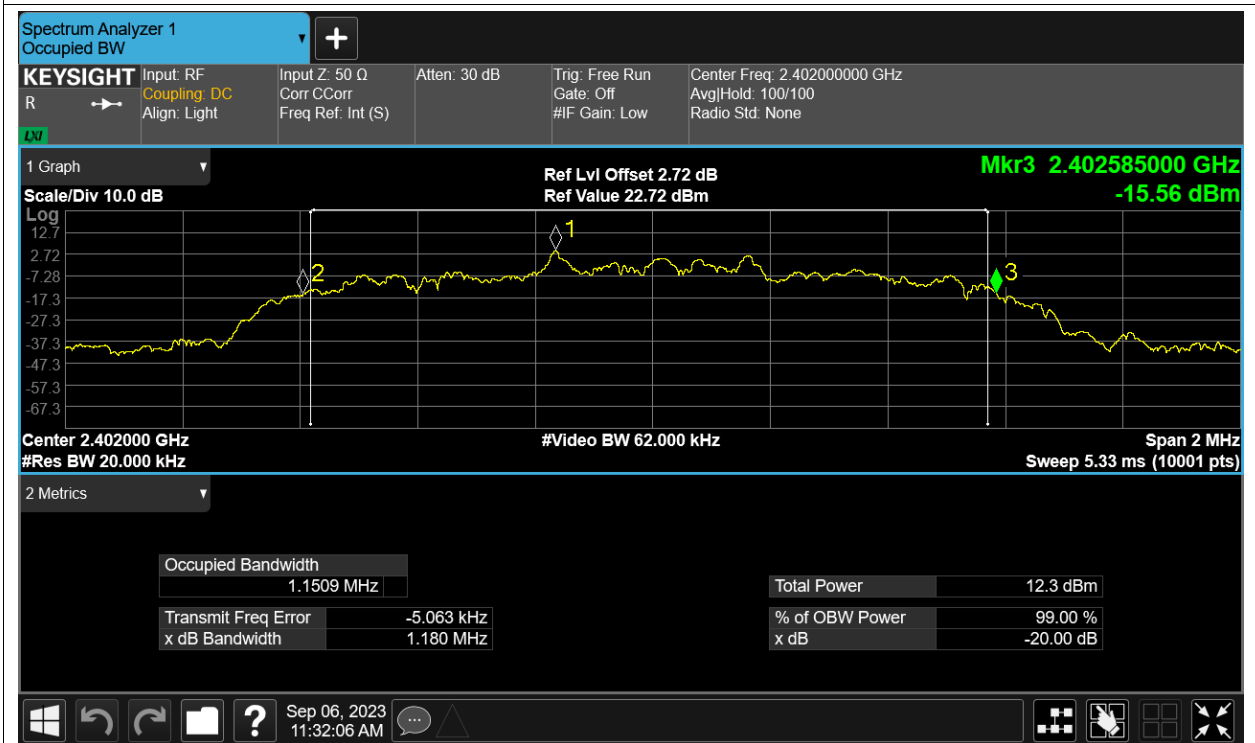 Spectrum Analyzer 1
Occupied BW
KEYSIGHT
R
LXI
Input: RF
Coupling: DC
Align: Light
Input Z: 50 Ω
Corr CCorr
Freq Ref: Int (S)
Atten: 30 dB
Trig: Free Run
Gate: Off
#IF Gain: Low
Center Freq: 2.402000000 GHz
Avg|Hold: 100/100
Radio Std: None
1 Graph
Scale/Div 10.0 dB
Ref Lvl Offset 2.72 dB
Ref Value 22.72 dBm
Mkr3 2.402585000 GHz
-15.56 dBm
Log
12.7
2.72
-7.28
-17.3
-27.3
-37.3
-47.3
-57.3
-67.3
1
2
3
Center 2.402000 GHz
#Res BW 20.000 kHz
#Video BW 62.000 kHz
Span 2 MHz
Sweep 5.33 ms (10001 pts)
2 Metrics
Occupied Bandwidth
1.1509 MHz
Transmit Freq Error -5.063 kHz
x dB Bandwidth 1.180 MHz
Total Power 12.3 dBm
% of OBW Power 99.00 %
x dB -20.00 dB
?
Sep 06, 2023
11:32:06 AM